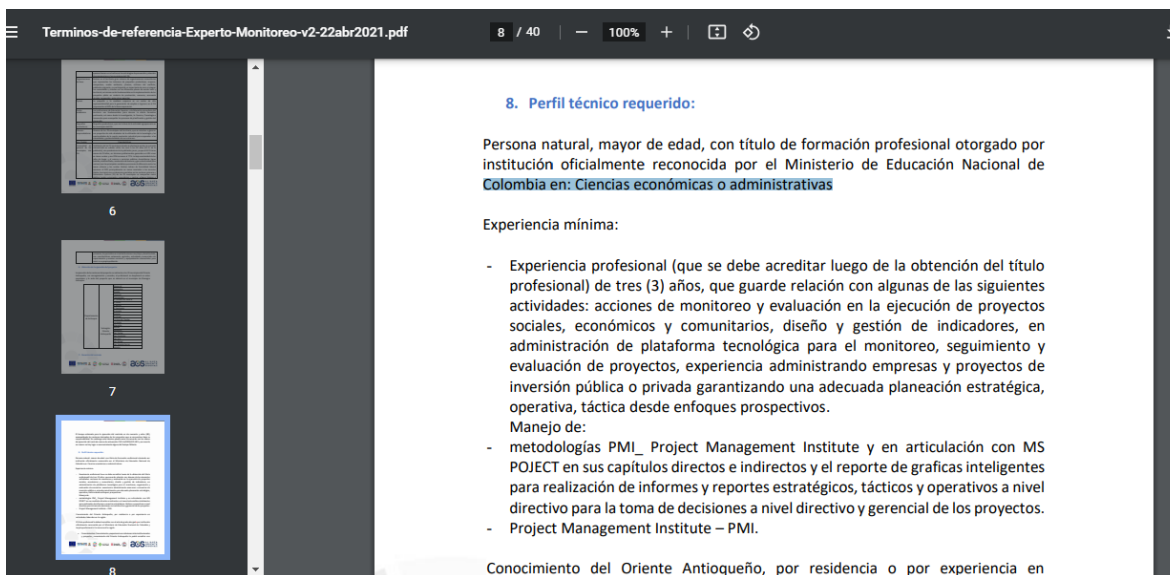 Terminos-de-referencia-Experto-Monitoreo-v2-22abr2021.pdf
8 / 40
100%
6
7
8
8. Perfil técnico requerido:
Persona natural, mayor de edad, con título de formación profesional otorgado por
institución oficialmente reconocida por el Ministerio de Educación Nacional de
Colombia en: Ciencias económicas o administrativas
Experiencia mínima:
- Experiencia profesional (que se debe acreditar luego de la obtención del título
profesional) de tres (3) años, que guarde relación con algunas de las siguientes
actividades: acciones de monitoreo y evaluación en la ejecución de proyectos
sociales, económicos y comunitarios, diseño y gestión de indicadores, en
administración de plataforma tecnológica para el monitoreo, seguimiento y
evaluación de proyectos, experiencia administrando empresas y proyectos de
inversión pública o privada garantizando una adecuada planeación estratégica,
operativa, táctica desde enfoques prospectivos.
Manejo de:
- metodologías PMI_ Project Management Institute y en articulación con MS
POJECT en sus capítulos directos e indirectos y el reporte de graficas inteligentes
para realización de informes y reportes estratégicos, tácticos y operativos a nivel
directivo para la toma de decisiones a nivel directivo y gerencial de los proyectos.
- Project Management Institute – PMI.
Conocimiento del Oriente Antioqueño, por residencia o por experiencia en